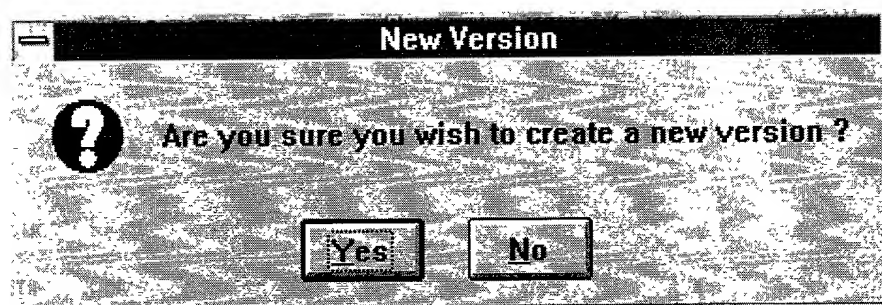 New Version
Are you sure you wish to create a new version ?
Yes
No